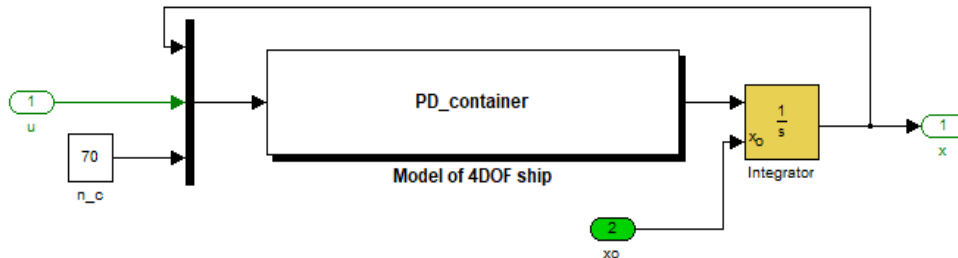 1
u
70
n_c
PD_container
Model of 4DOF ship
1
s
xo
Integrator
2
xo
1
x